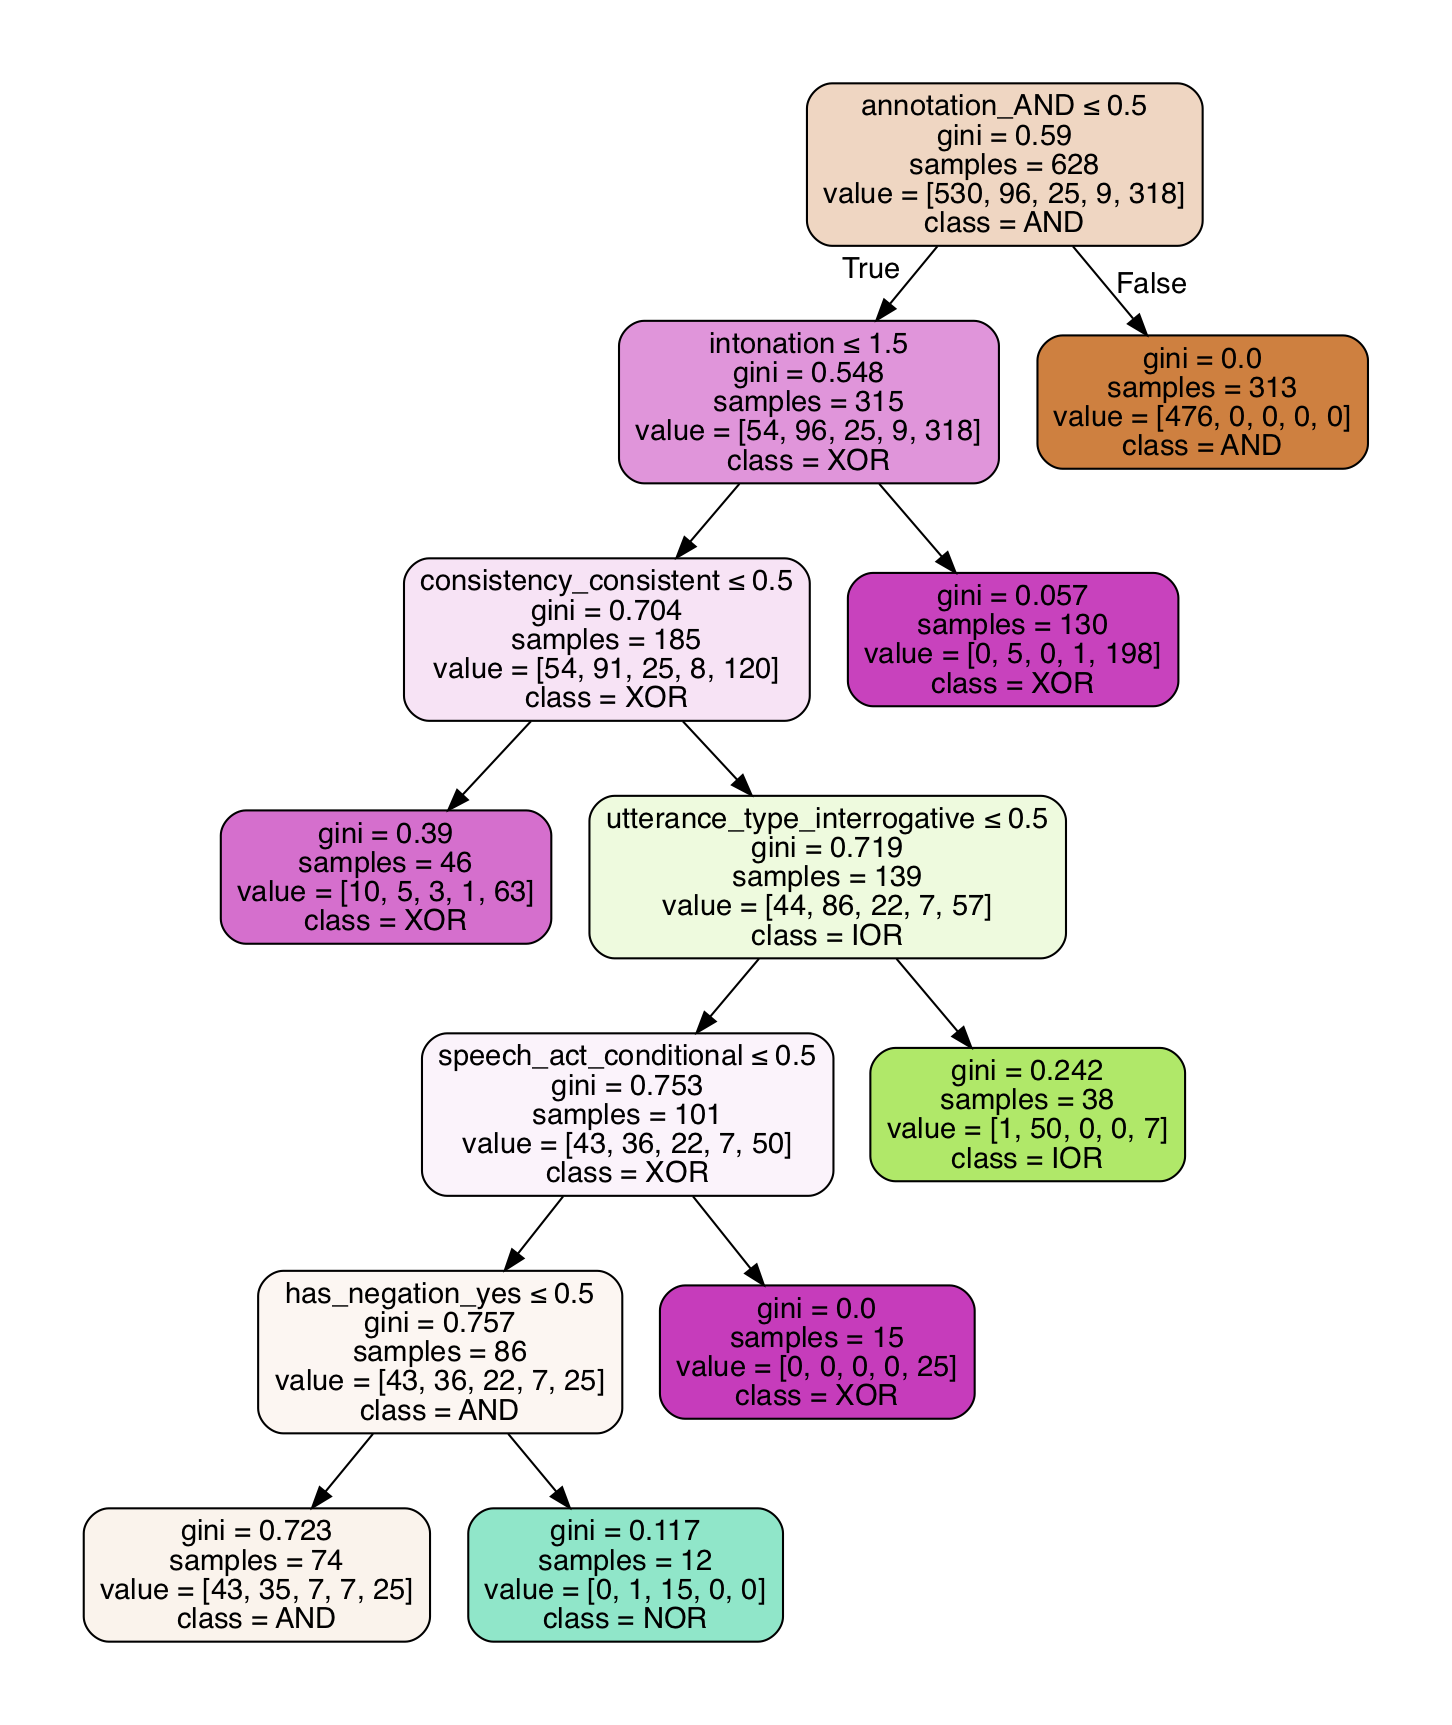 annotation_AND ≤ 0.5
gini = 0.59
samples = 628
value = [530, 96, 25, 9, 318]
class = AND
True
False
intonation ≤ 1.5
gini = 0.548
samples = 315
value = [54, 96, 25, 9, 318]
class = XOR
gini = 0.0
samples = 313
value = [476, 0, 0, 0, 0]
class = AND
consistency_consistent ≤ 0.5
gini = 0.704
samples = 185
value = [54, 91, 25, 8, 120]
class = XOR
gini = 0.057
samples = 130
value = [0, 5, 0, 1, 198]
class = XOR
gini = 0.39
samples = 46
value = [10, 5, 3, 1, 63]
class = XOR
utterance_type_interrogative ≤ 0.5
gini = 0.719
samples = 139
value = [44, 86, 22, 7, 57]
class = IOR
speech_act_conditional ≤ 0.5
gini = 0.753
samples = 101
value = [43, 36, 22, 7, 50]
class = XOR
gini = 0.242
samples = 38
value = [1, 50, 0, 0, 7]
class = IOR
has_negation_yes ≤ 0.5
gini = 0.757
samples = 86
value = [43, 36, 22, 7, 25]
class = AND
gini = 0.0
samples = 15
value = [0, 0, 0, 0, 25]
class = XOR
gini = 0.723
samples = 74
value = [43, 35, 7, 7, 25]
class = AND
gini = 0.117
samples = 12
value = [0, 1, 15, 0, 0]
class = NOR